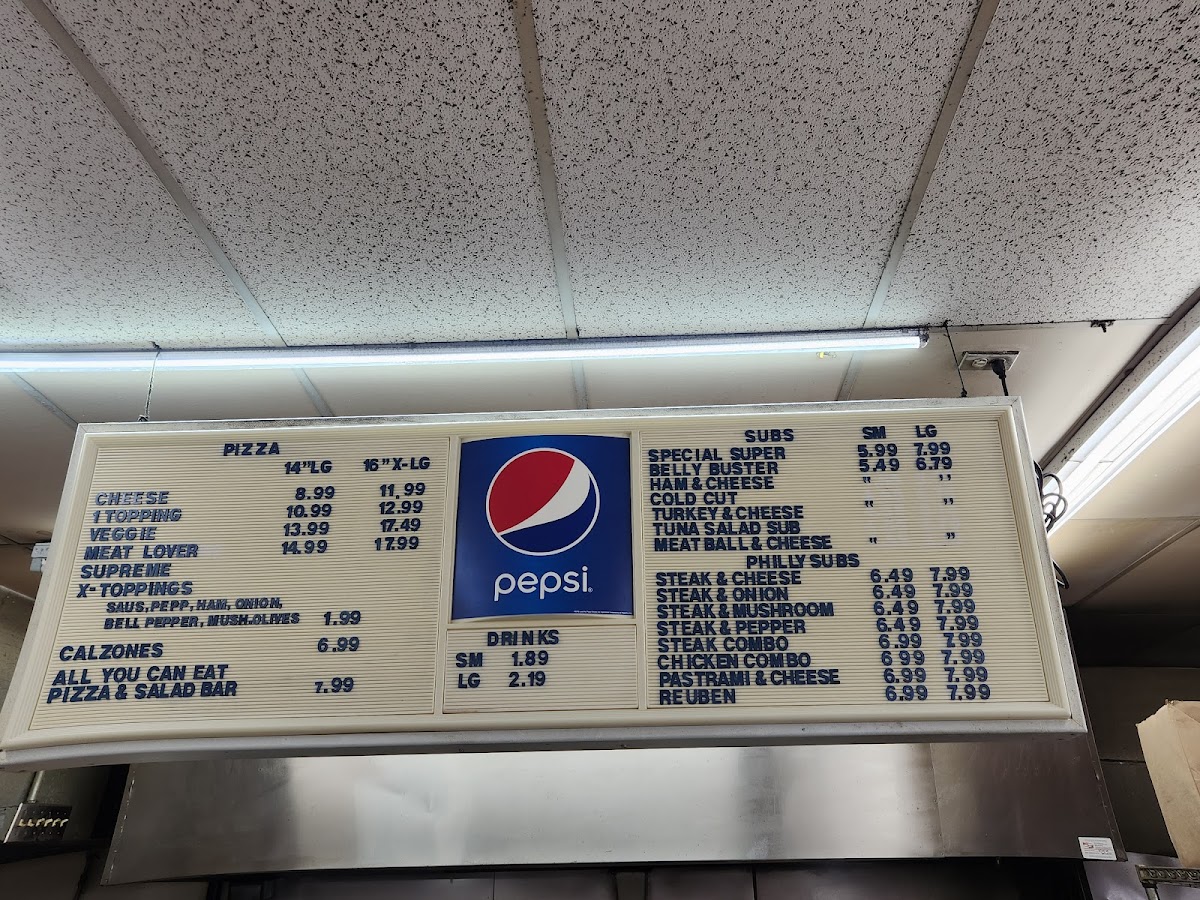 PIZZA
14"LG 16"X-LG
CHEESE 8.99 11,99
1 TOPPING 10.99 12.99
VEGGIE 13.99 17.49
MEAT LOVER 14.99 17.99
SUPREME
X-TOPPINGS
SAUS,PEPP,HAM,ONION,
BELL PEPPER,MUSH.OLIVES 1.99
CALZONES 6.99
ALL YOU CAN EAT
PIZZA & SALAD BAR 7.99
pepsi
DRINKS
SM 1.89
LG 2.19
SUBS SM LG
SPECIAL SUPER 5.99 7.99
BELLY BUSTER 5.49 6.79
HAM & CHEESE " "
COLD CUT
TURKEY & CHEESE " "
TUNA SALAD SUB
MEATBALL & CHEESE " "
PHILLY SUBS
STEAK & CHEESE 6.49 7.99
STEAK & ONION 6.49 7.99
STEAK & MUSHROOM 6.49 7.99
STEAK & PEPPER 6.49 7.99
STEAK COMBO 6.99 7.99
CHICKEN COMBO 6 99 7.99
PASTRAMI & CHEESE 6.99 7.99
REUBEN 6.99 7.99